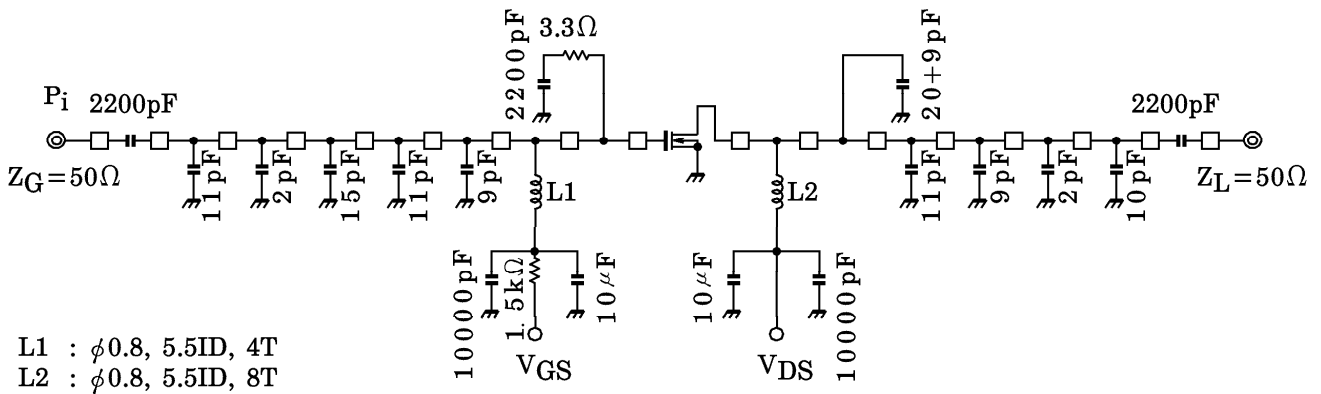 2200pF
3.3Ω
20+9pF
Pi
2200pF
2200pF
ZG=50Ω
11pF
2pF
15pF
11pF
9pF
L1
L2
11pF
9pF
2pF
10pF
ZL=50Ω
10000pF
1.5kΩ
10μF
10μF
10000pF
VGS
VDS
L1 : φ0.8, 5.5ID, 4T
L2 : φ0.8, 5.5ID, 8T